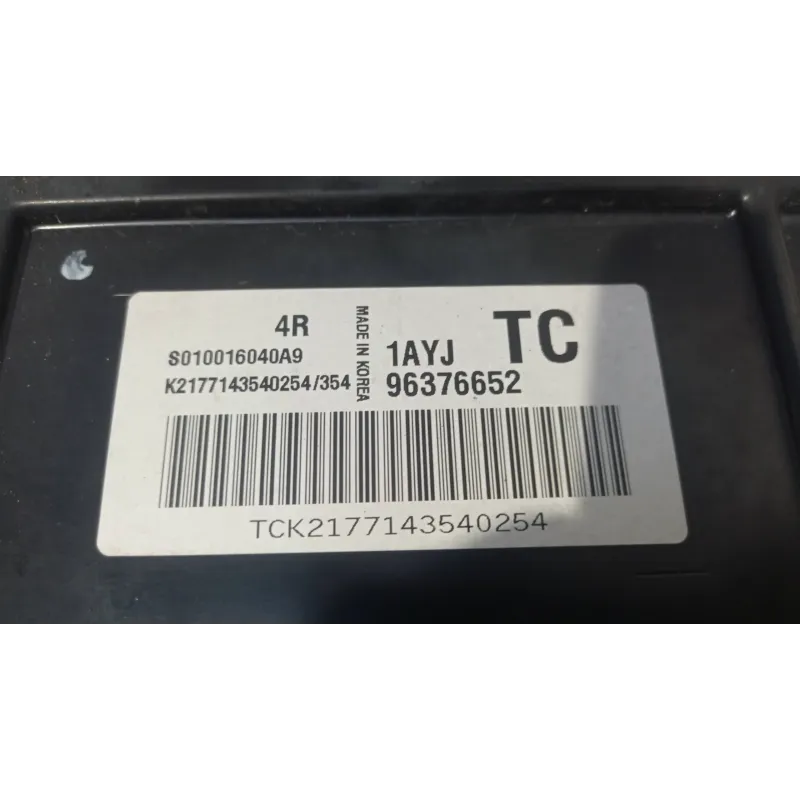 4R
S010016040A9
K2177143540254/354
MADE IN KOREA
1AYJ TC
96376652
TCK2177143540254